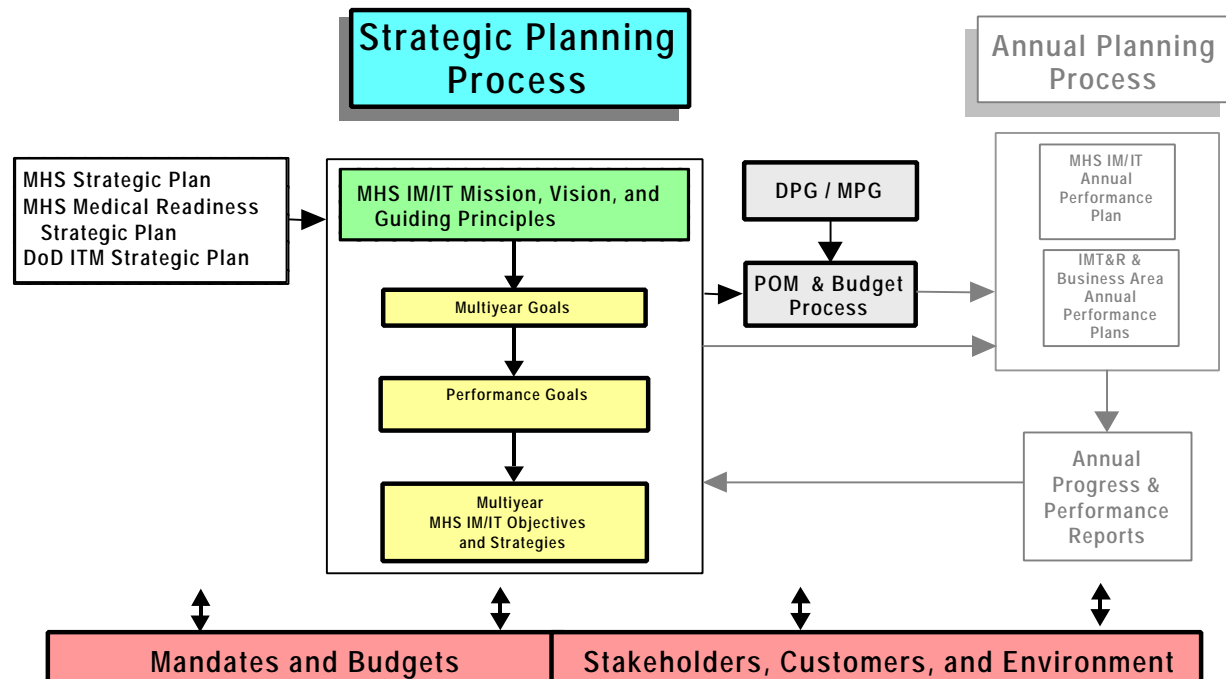 Strategic Planning
Process
Annual Planning
Process
MHS Strategic Plan
MHS Medical Readiness
Strategic Plan
DoD ITM Strategic Plan
MHS IM/IT Mission, Vision, and
Guiding Principles
Multiyear Goals
Performance Goals
Multiyear
MHS IM/IT Objectives
and Strategies
DPG / MPG
POM & Budget
Process
MHS IM/IT
Annual
Performance
Plan
IMT&R &
Business Area
Annual
Performance
Plans
Annual
Progress &
Performance
Reports
Mandates and Budgets
Stakeholders, Customers, and Environment